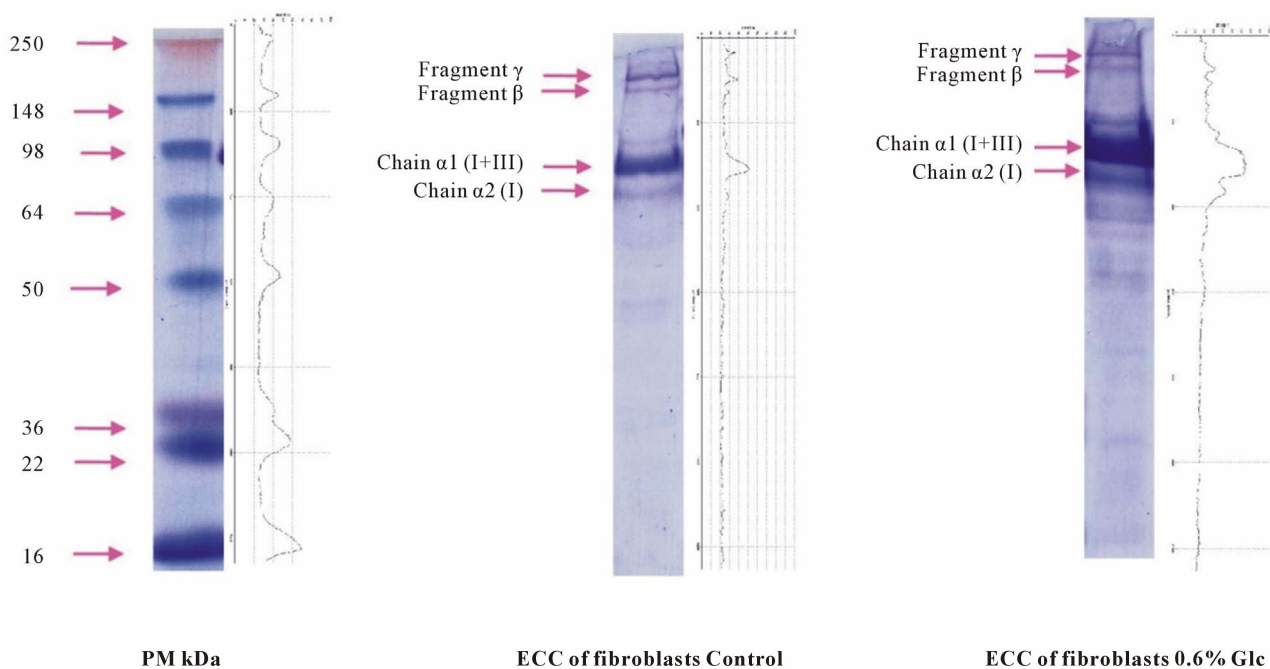 250
148
98
64
50
36
22
16
PM kDa
Fragment γ
Fragment β
Chain α1 (I+III)
Chain α2 (I)
ECC of fibroblasts Control
Fragment γ
Fragment β
Chain α1 (I+III)
Chain α2 (I)
ECC of fibroblasts 0.6% Glc